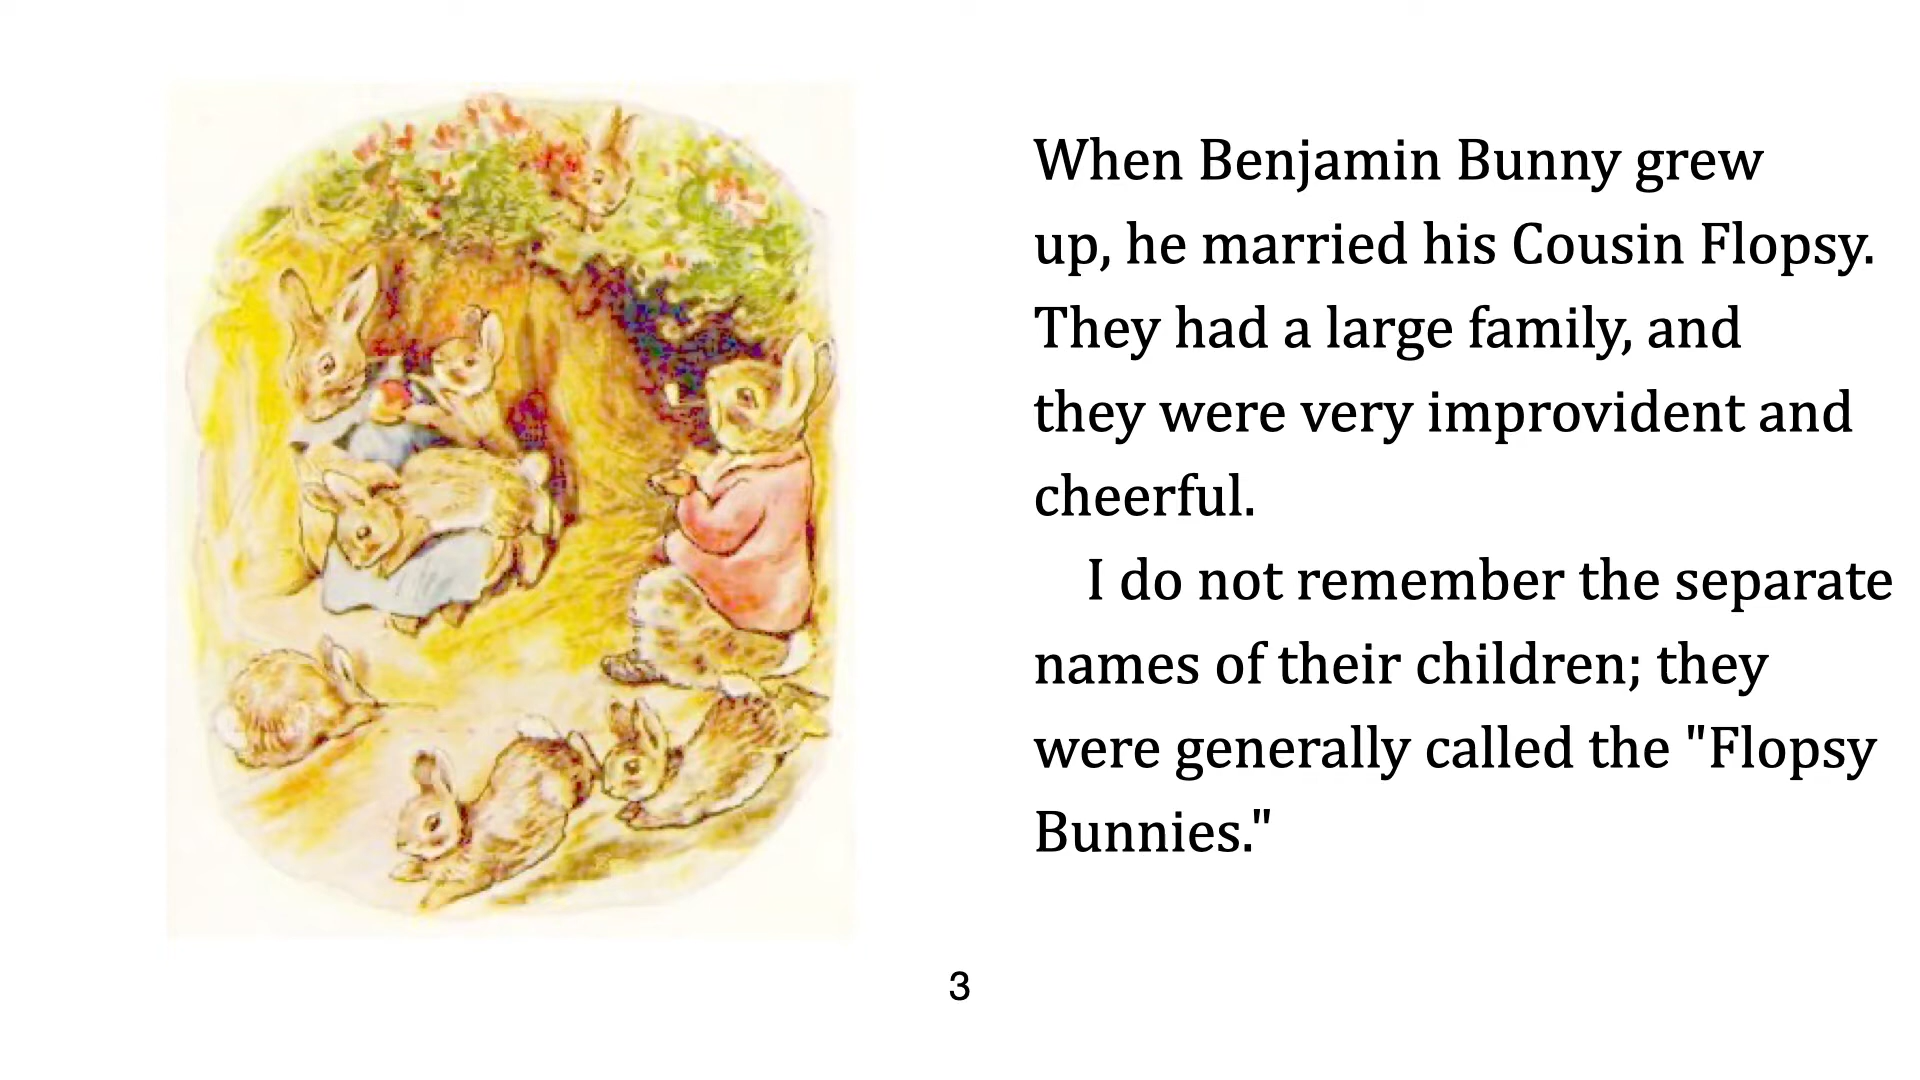 When Benjamin Bunny grew
up, he married his Cousin Flopsy.
They had a large family, and
they were very improvident and
cheerful.
I do not remember the separate
names of their children; they
were generally called the "Flopsy
Bunnies."
3